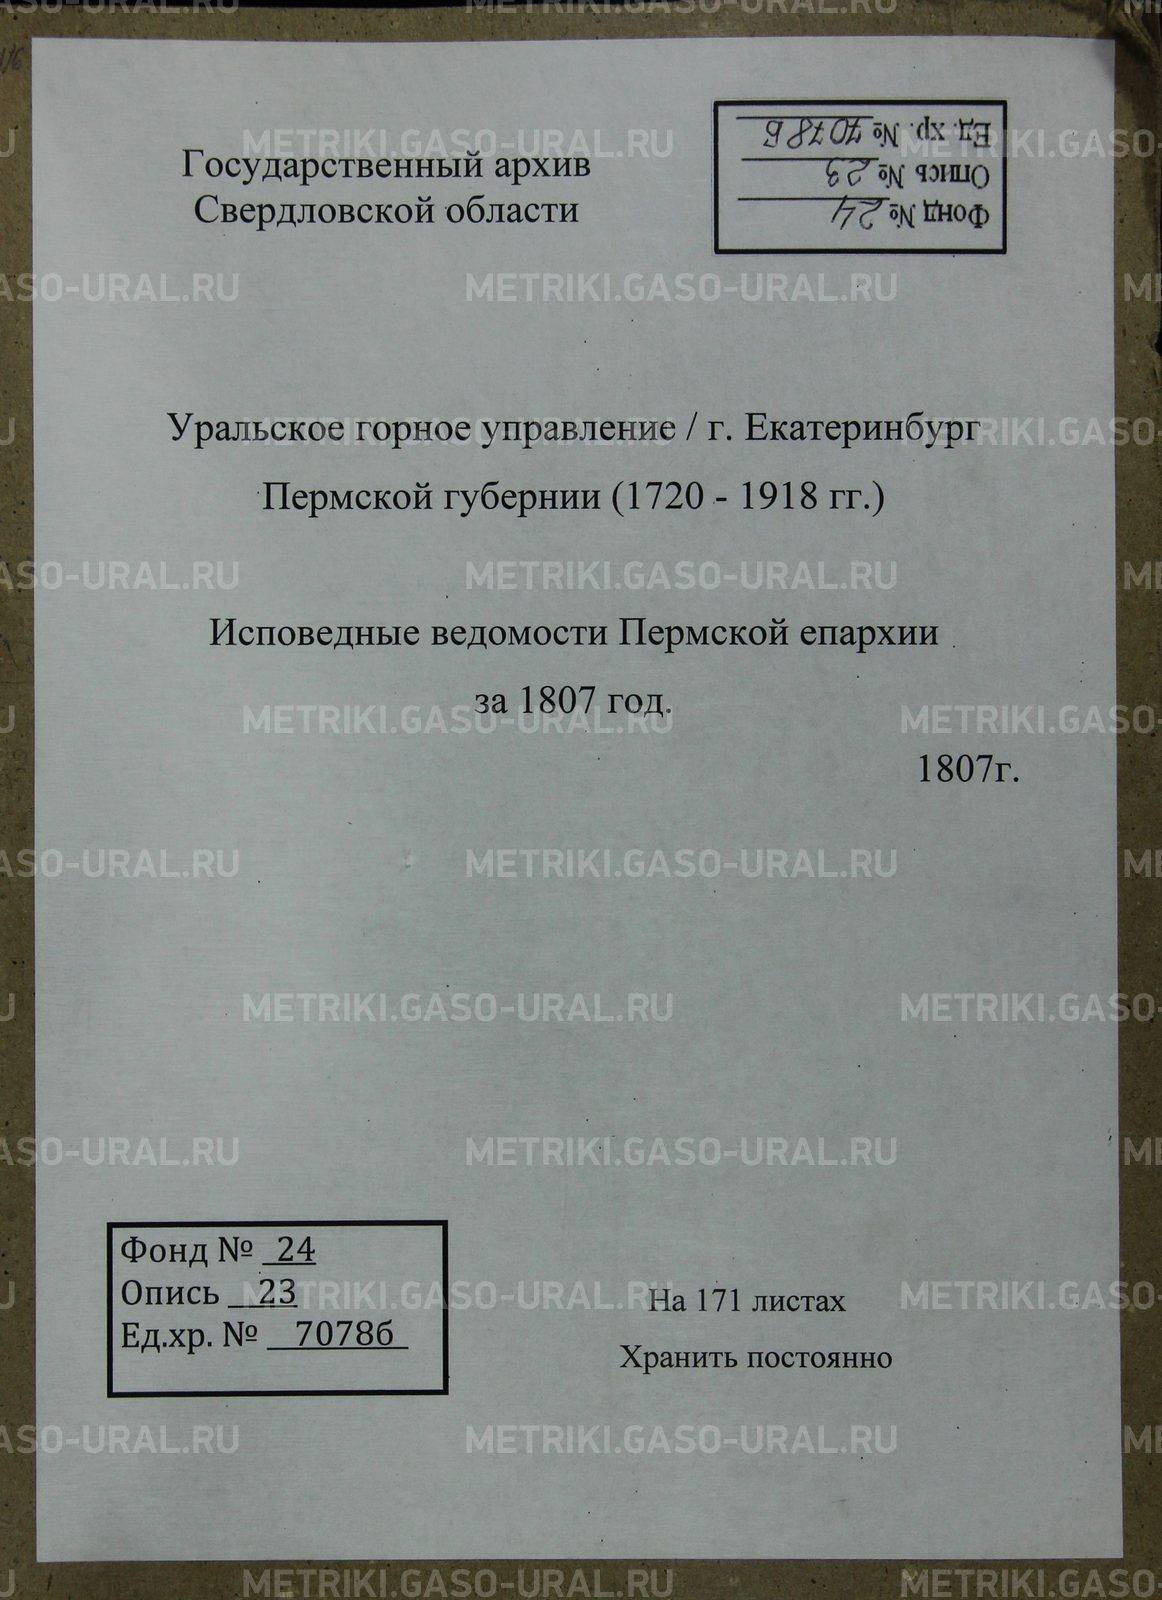 Государственный архив
Свердловской области
Фонд № 24
Опись № 23
Ед. хр. № 7078Б
Уральское горное управление / г. Екатеринбург
Пермской губернии (1720 - 1918 гг.)
Исповедные ведомости Пермской епархии
за 1807 год.
1807г.
Фонд № 24
Опись 23
Ед.хр. № 7078б
На 171 листах
Хранить постоянно
METRIKI.GASO-URAL.RU